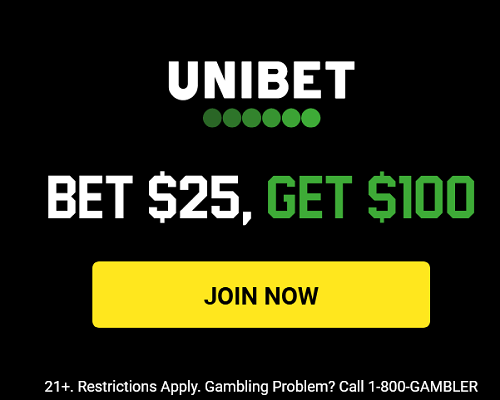 UNIBET
BET $25, GET $100
JOIN NOW
21+. Restrictions Apply. Gambling Problem? Call 1-800-GAMBLER